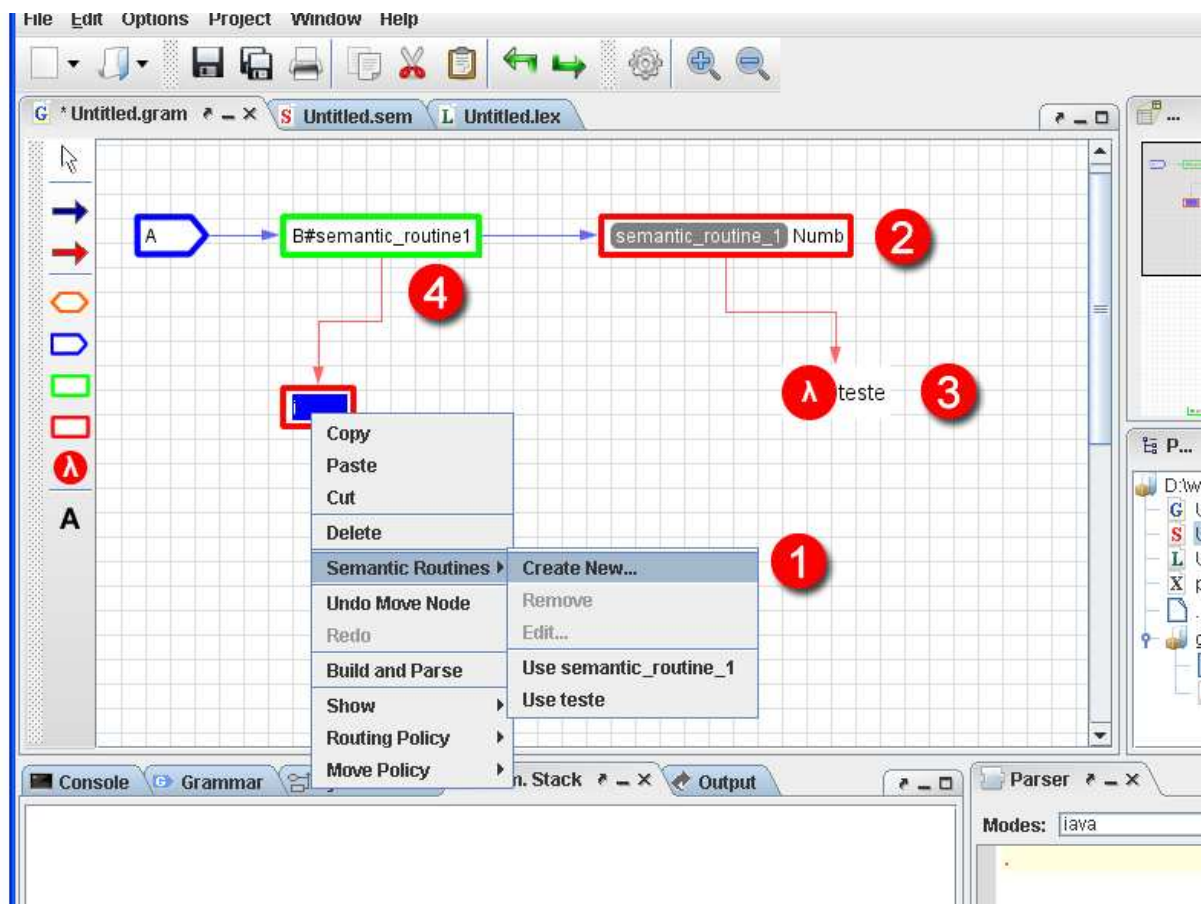 File Edit Options Project Window Help
G * Untitled.gram S Untitled.sem L Untitled.lex
...
A B#semantic_routine1 semantic_routine_1 Numb 2
4
λ teste 3
λ
A
Copy
Paste
Cut
Delete
Semantic Routines Create New... 1
Undo Move Node Remove
Redo Edit...
Build and Parse Use semantic_routine_1
Show Use teste
Routing Policy
Move Policy
P...
D:\w
G U
S U
L U
X p
g
Console Grammar n. Stack Output Parser
Modes: java